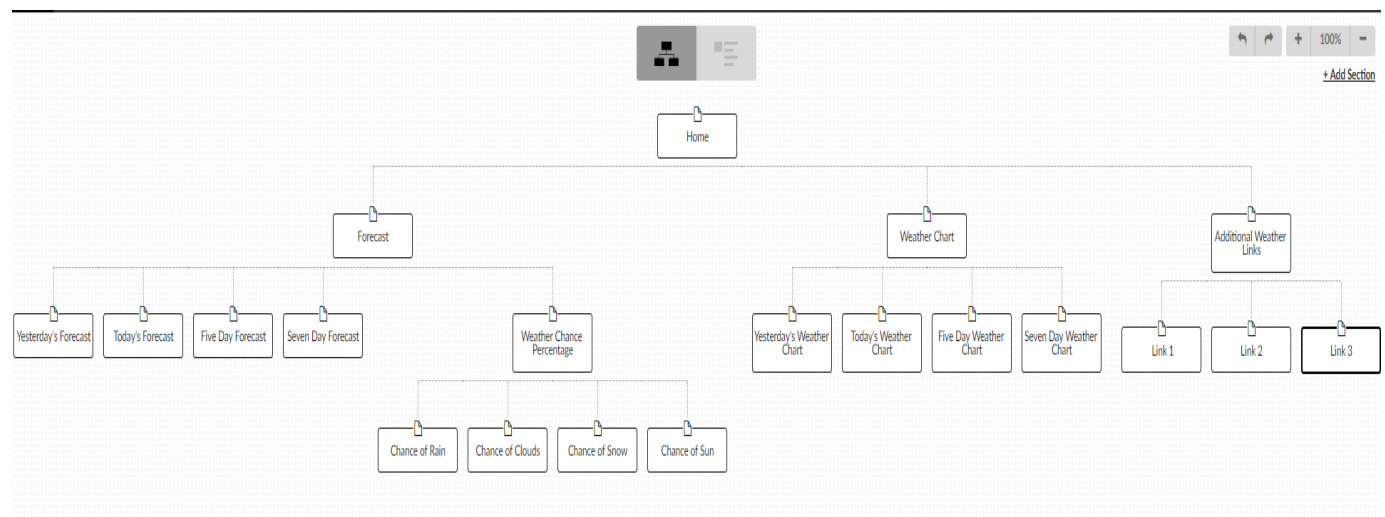 100%
+ Add Section
Home
Forecast
Weather Chart
Additional Weather
Links
Yesterday's Forecast
Today's Forecast
Five Day Forecast
Seven Day Forecast
Weather Chance
Percentage
Yesterday's Weather
Chart
Today's Weather
Chart
Five Day Weather
Chart
Seven Day Weather
Chart
Link 1
Link 2
Link 3
Chance of Rain
Chance of Clouds
Chance of Snow
Chance of Sun